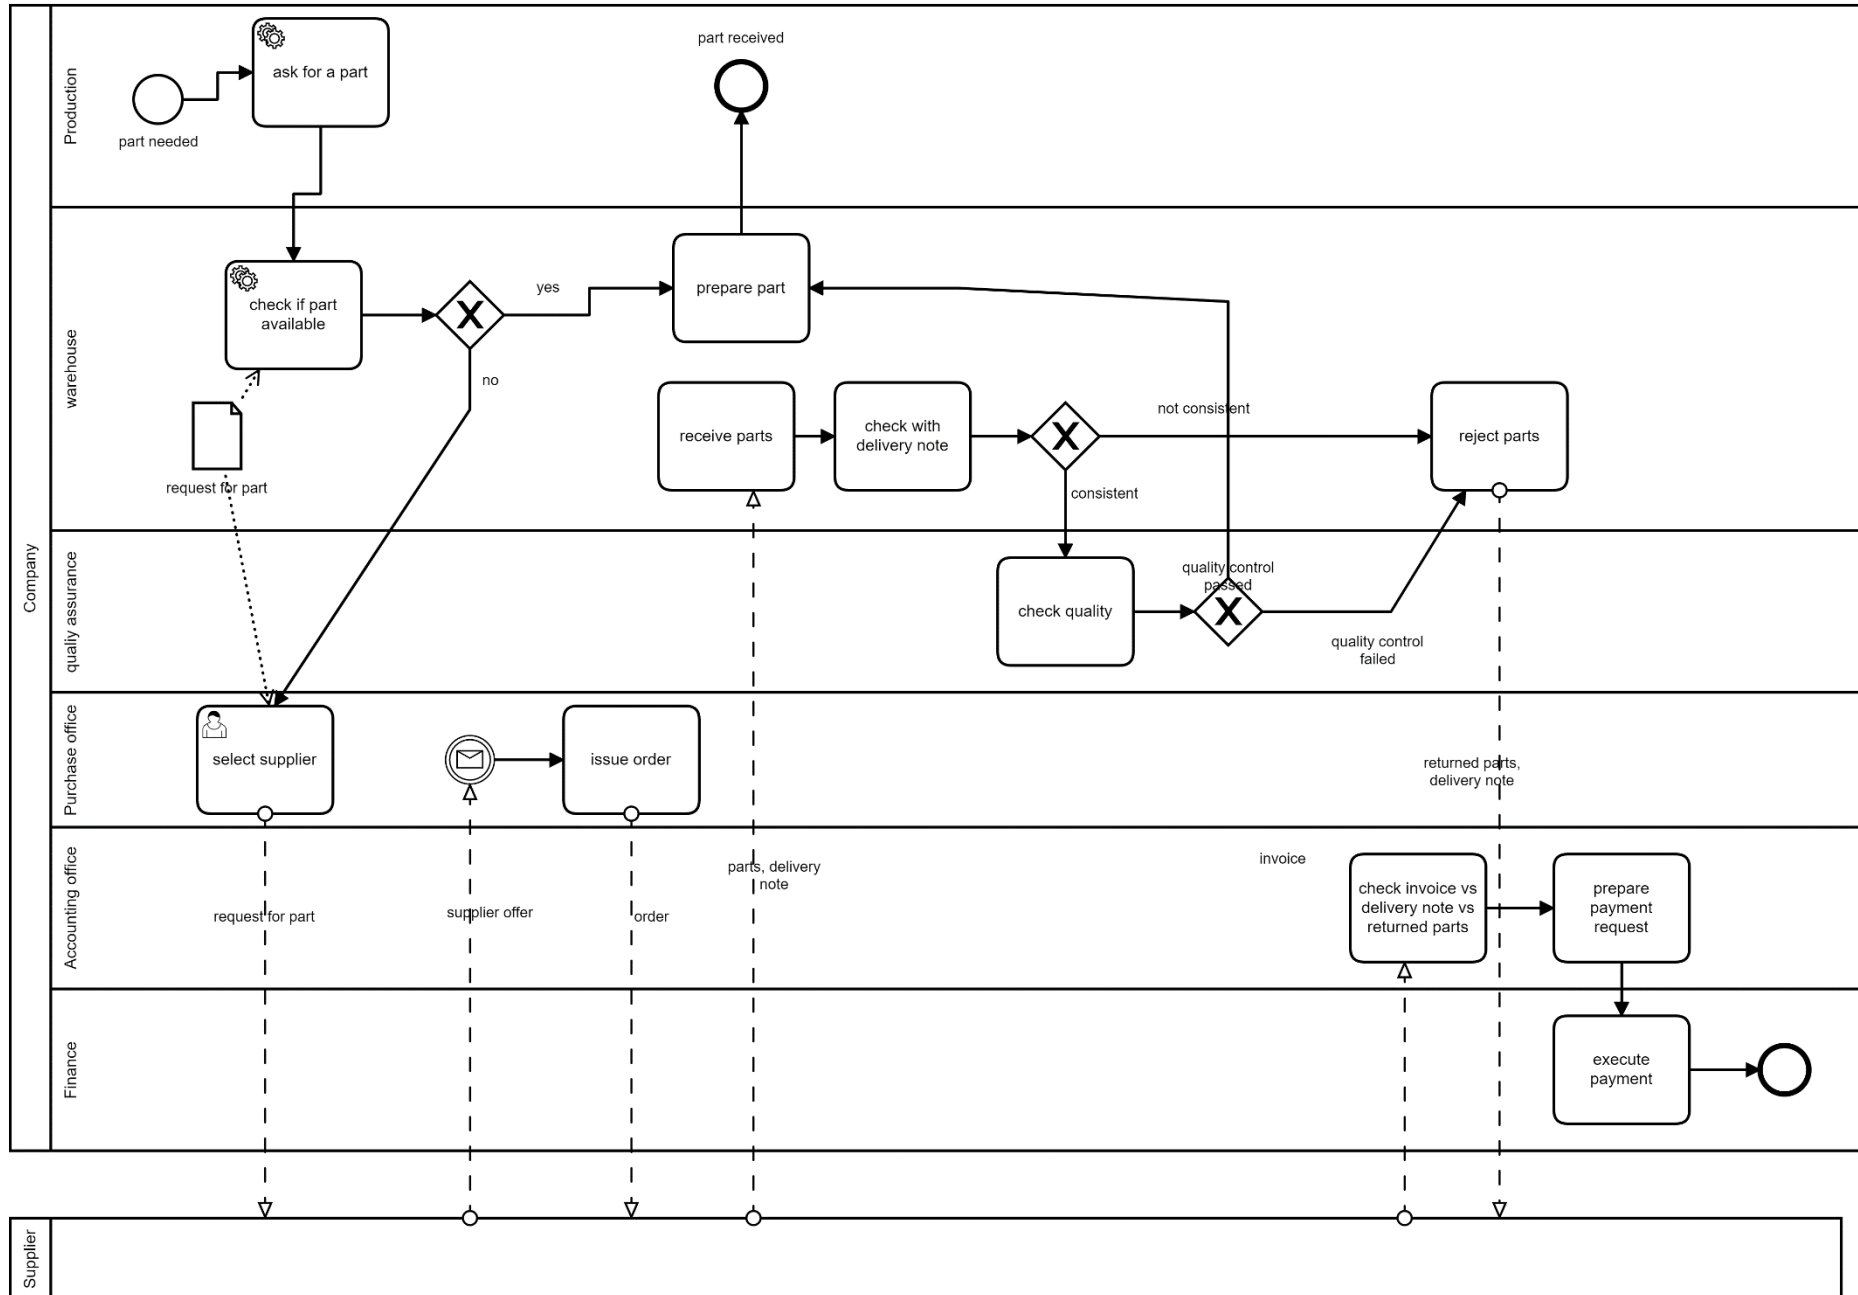 Company
Production
part needed
ask for a part
part received
warehouse
check if part
available
request for part
X
yes
no
prepare part
receive parts
check with
delivery note
X
not consistent
consistent
reject parts
qualiy assurance
check quality
quality control
passed
X
quality control
failed
Purchase office
select supplier
issue order
returned parts,
delivery note
Accounting office
request for part
supplier offer
order
parts, delivery
note
invoice
check invoice vs
delivery note vs
returned parts
prepare
payment
request
Finance
execute
payment
Supplier